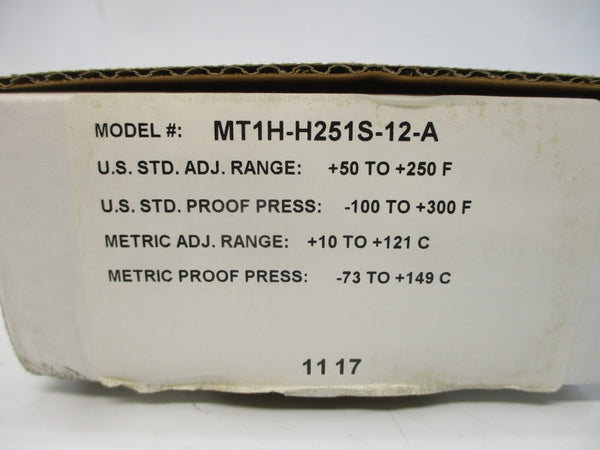 MODEL #: MT1H-H251S-12-A
U.S. STD. ADJ. RANGE: +50 TO +250 F
U.S. STD. PROOF PRESS: -100 TO +300 F
METRIC ADJ. RANGE: +10 TO +121 C
METRIC PROOF PRESS: -73 TO +149 C
11 17